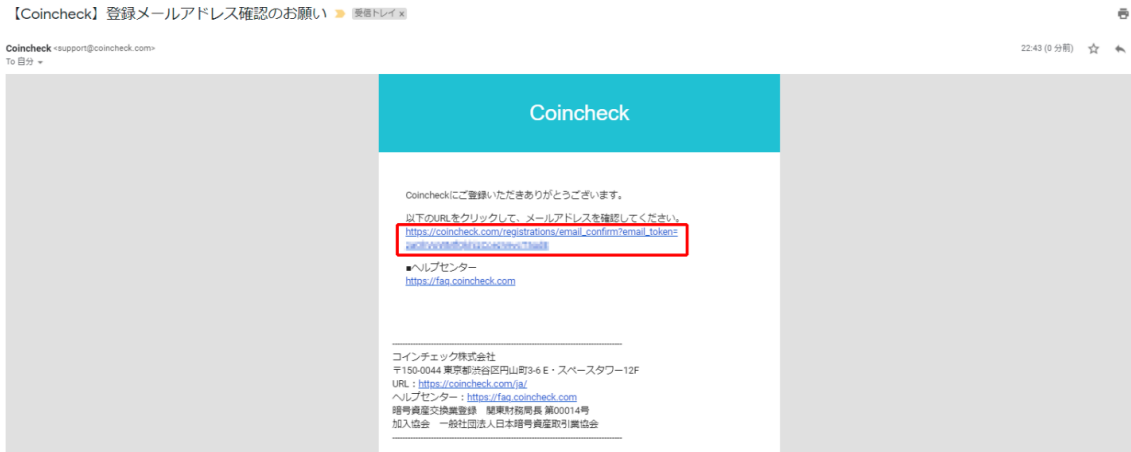 【Coincheck】登録メールアドレス確認のお願い 受信トレイ x
Coincheck <support@coincheck.com>
22:43 (0 分前)
To 自分
Coincheck
Coincheckにご登録いただきありがとうございます。
以下のURLをクリックして、メールアドレスを確認してください。
https://coincheck.com/registrations/email_confirm?email_token=
■ヘルプセンター
https://faq.coincheck.com
コインチェック株式会社
〒150-0044 東京都渋谷区円山町3-6 E・スペースタワー12F
URL：https://coincheck.com/ja/
ヘルプセンター：https://faq.coincheck.com
暗号資産交換業登録　関東財務局長 第00014号
加入協会　一般社団法人日本暗号資産取引業協会